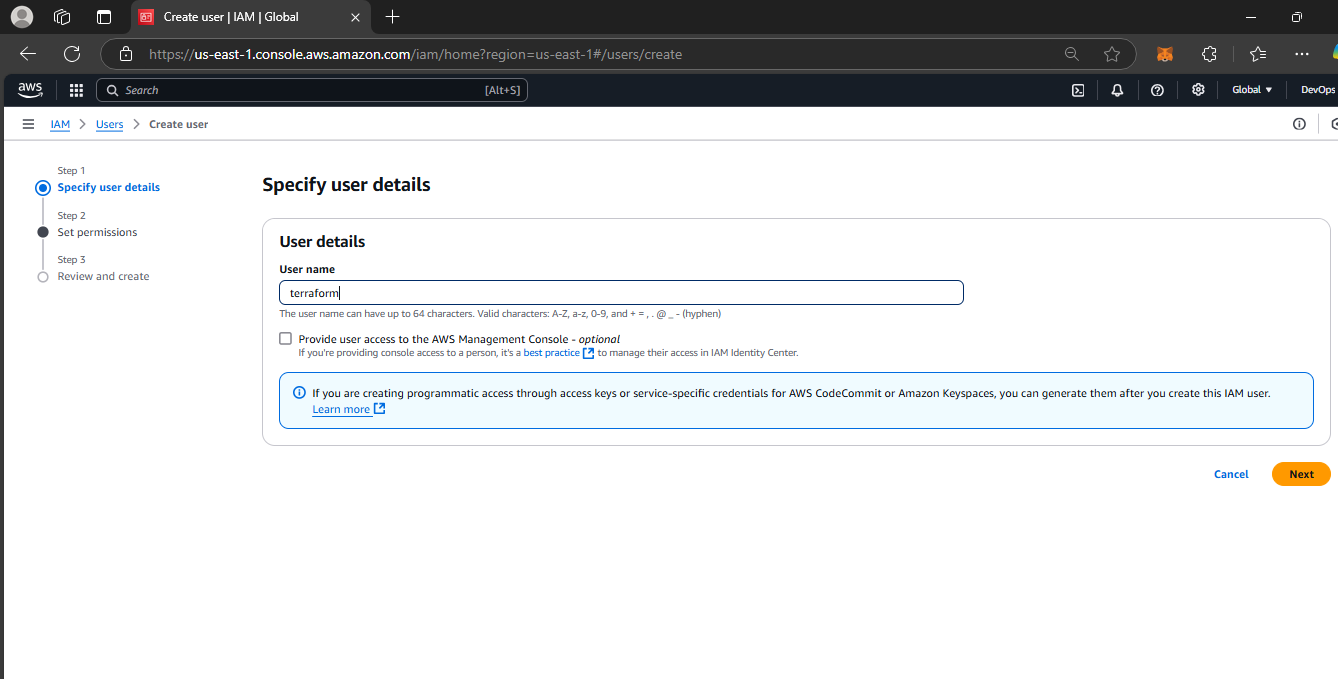 Create user | IAM | Global
https://us-east-1.console.aws.amazon.com/iam/home?region=us-east-1#/users/create
aws
Search
[Alt+S]
Global
DevOps
IAM
Users
Create user
Step 1
Specify user details
Step 2
Set permissions
Step 3
Review and create
Specify user details
User details
User name
terraform
The user name can have up to 64 characters. Valid characters: A-Z, a-z, 0-9, and + = , . @ _ - (hyphen)
Provide user access to the AWS Management Console - optional
If you're providing console access to a person, it's a best practice to manage their access in IAM Identity Center.
If you are creating programmatic access through access keys or service-specific credentials for AWS CodeCommit or Amazon Keyspaces, you can generate them after you create this IAM user.
Learn more
Cancel
Next